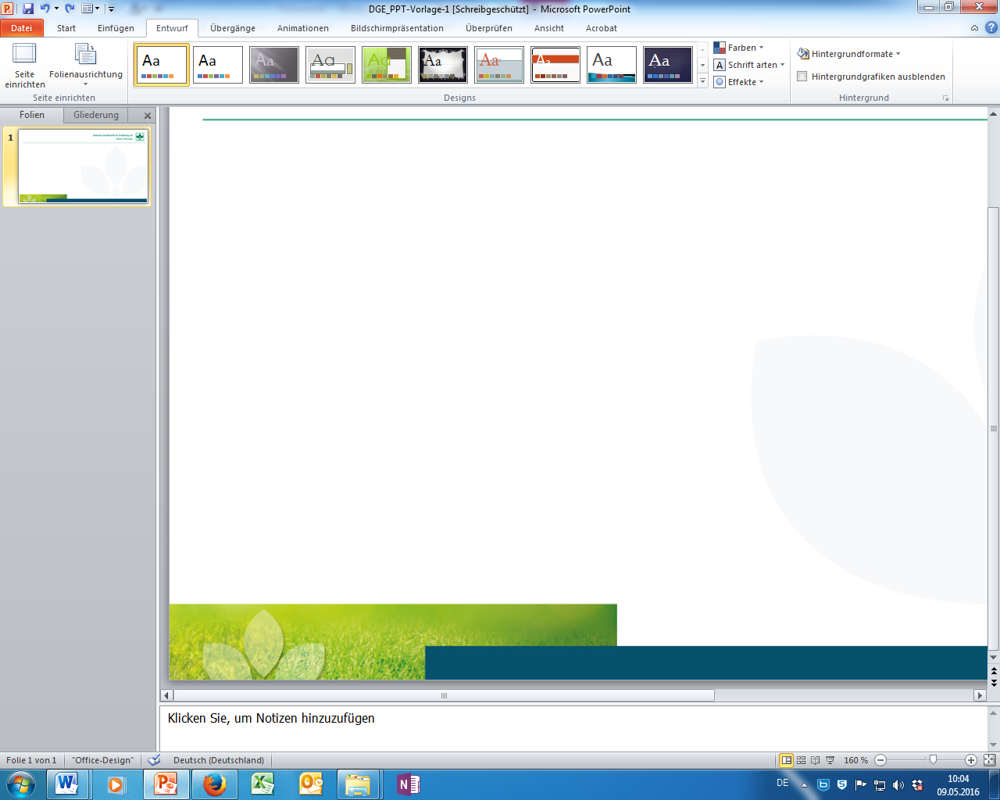 DGE_PPT-Vorlage-1 [Schreibgeschützt] - Microsoft PowerPoint
Datei Start Einfügen Entwurf Übergänge Animationen Bildschirmpräsentation Überprüfen Ansicht Acrobat
Seite einrichten
Folienausrichtung
Seite einrichten
Aa Aa Aa Aa Aa Aa Aa Aa Aa Aa
Designs
Farben
Schrift arten
Effekte
Hintergrundformate
Hintergrundgrafiken ausblenden
Hintergrund
Folien Gliederung
1
Klicken Sie, um Notizen hinzuzufügen
Folie 1 von 1 "Office-Design" Deutsch (Deutschland) 160 %
DE
10:04
09.05.2016